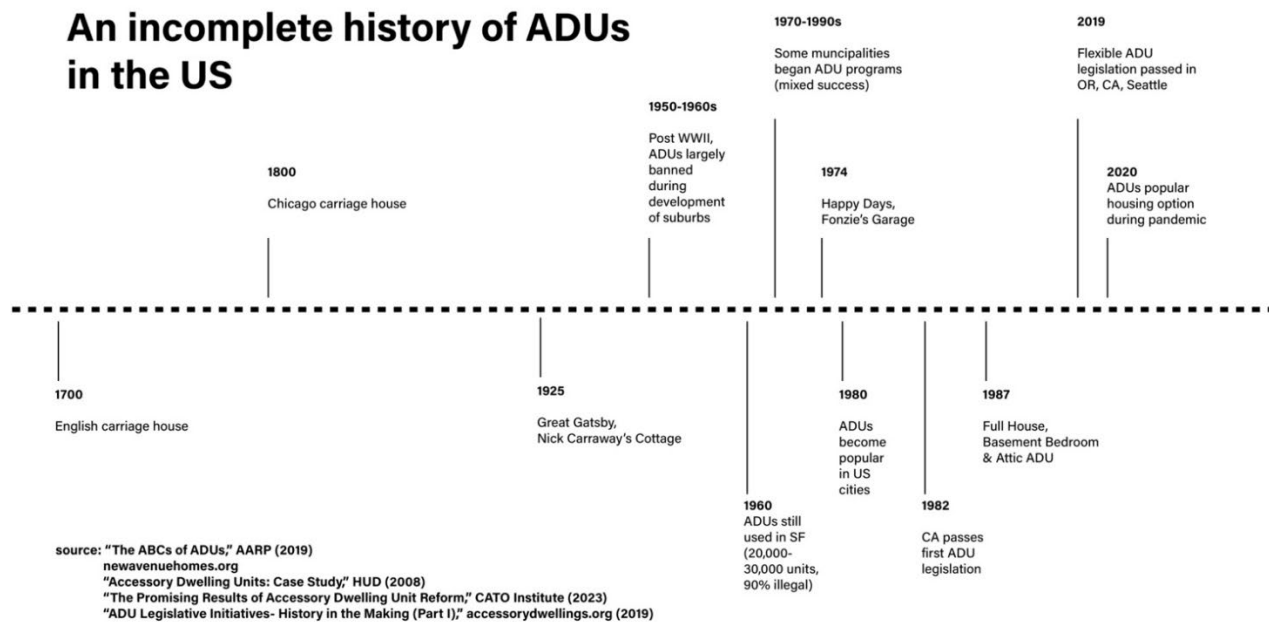 An incomplete history of ADUs
in the US
1700
English carriage house
1800
Chicago carriage house
1925
Great Gatsby,
Nick Carraway's Cottage
1950-1960s
Post WWII,
ADUs largely
banned
during
development
of suburbs
1960
ADUs still
used in SF
(20,000-
30,000 units,
90% illegal)
1970-1990s
Some muncipalities
began ADU programs
(mixed success)
1974
Happy Days,
Fonzie's Garage
1980
ADUs
become
popular
in US
cities
1982
CA passes
first ADU
legislation
1987
Full House,
Basement Bedroom
& Attic ADU
2019
Flexible ADU
legislation passed in
OR, CA, Seattle
2020
ADUs popular
housing option
during pandemic
source: "The ABCs of ADUs," AARP (2019)
newavenuehomes.org
"Accessory Dwelling Units: Case Study," HUD (2008)
"The Promising Results of Accessory Dwelling Unit Reform," CATO Institute (2023)
"ADU Legislative Initiatives- History in the Making (Part I)," accessorydwellings.org (2019)